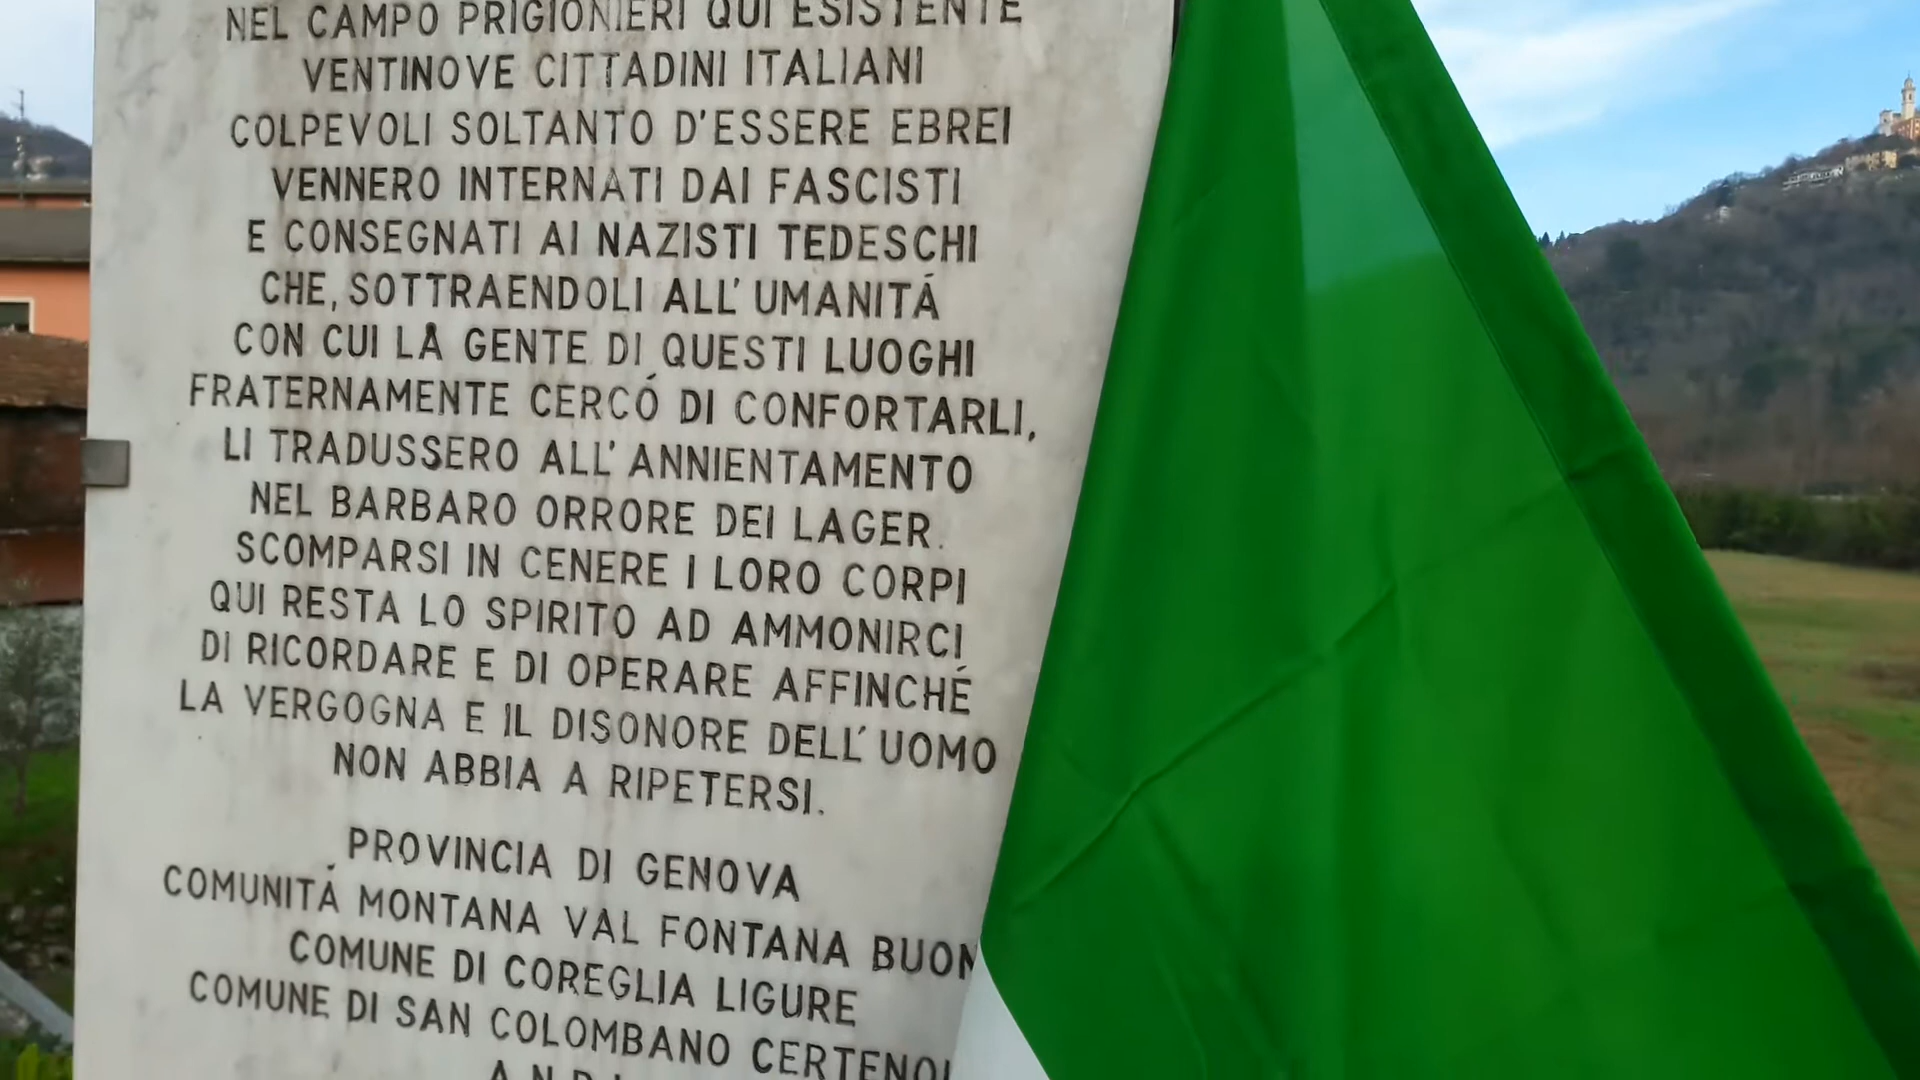 NEL CAMPO PRIGIONIERI QUI ESISTENTE
VENTINOVE CITTADINI ITALIANI
COLPEVOLI SOLTANTO D'ESSERE EBREI
VENNERO INTERNATI DAI FASCISTI
E CONSEGNATI AI NAZISTI TEDESCHI
CHE, SOTTRAENDOLI ALL'UMANITÁ
CON CUI LA GENTE DI QUESTI LUOGHI
FRATERNAMENTE CERCÓ DI CONFORTARLI,
LI TRADUSSERO ALL'ANNIENTAMENTO
NEL BARBARO ORRORE DEI LAGER.
SCOMPARSI IN CENERE I LORO CORPI
QUI RESTA LO SPIRITO AD AMMONIRCI
DI RICORDARE E DI OPERARE AFFINCHÉ
LA VERGOGNA E IL DISONORE DELL'UOMO
NON ABBIA A RIPETERSI.
PROVINCIA DI GENOVA
COMUNITÁ MONTANA VAL FONTANA BUON
COMUNE DI COREGLIA LIGURE
COMUNE DI SAN COLOMBANO CERTENOL